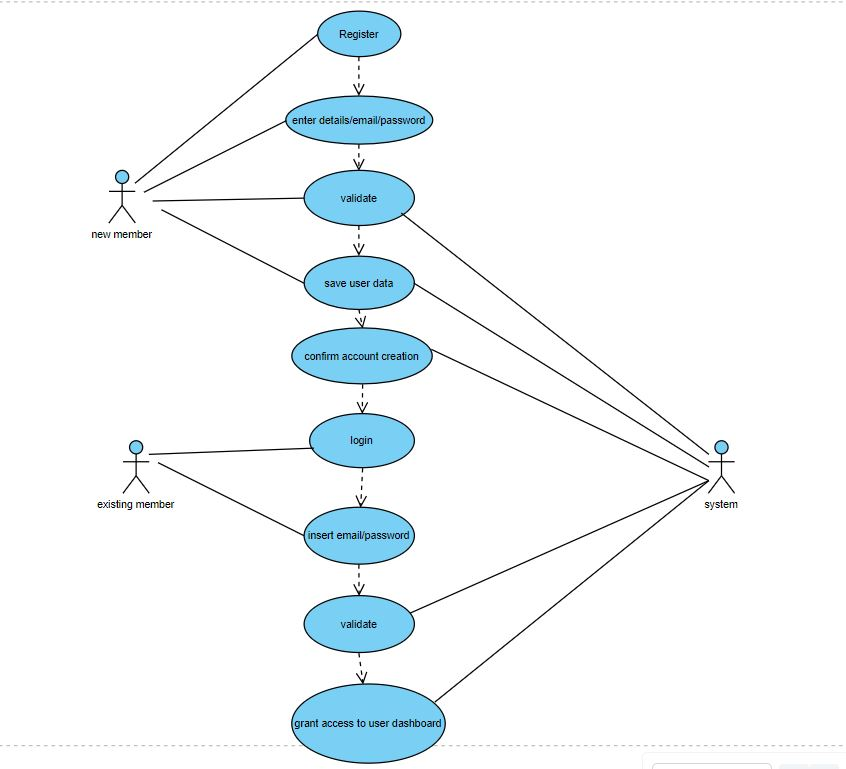 Register
enter details/email/password
validate
new member
save user data
confirm account creation
login
existing member
system
insert email/password
validate
grant access to user dashboard